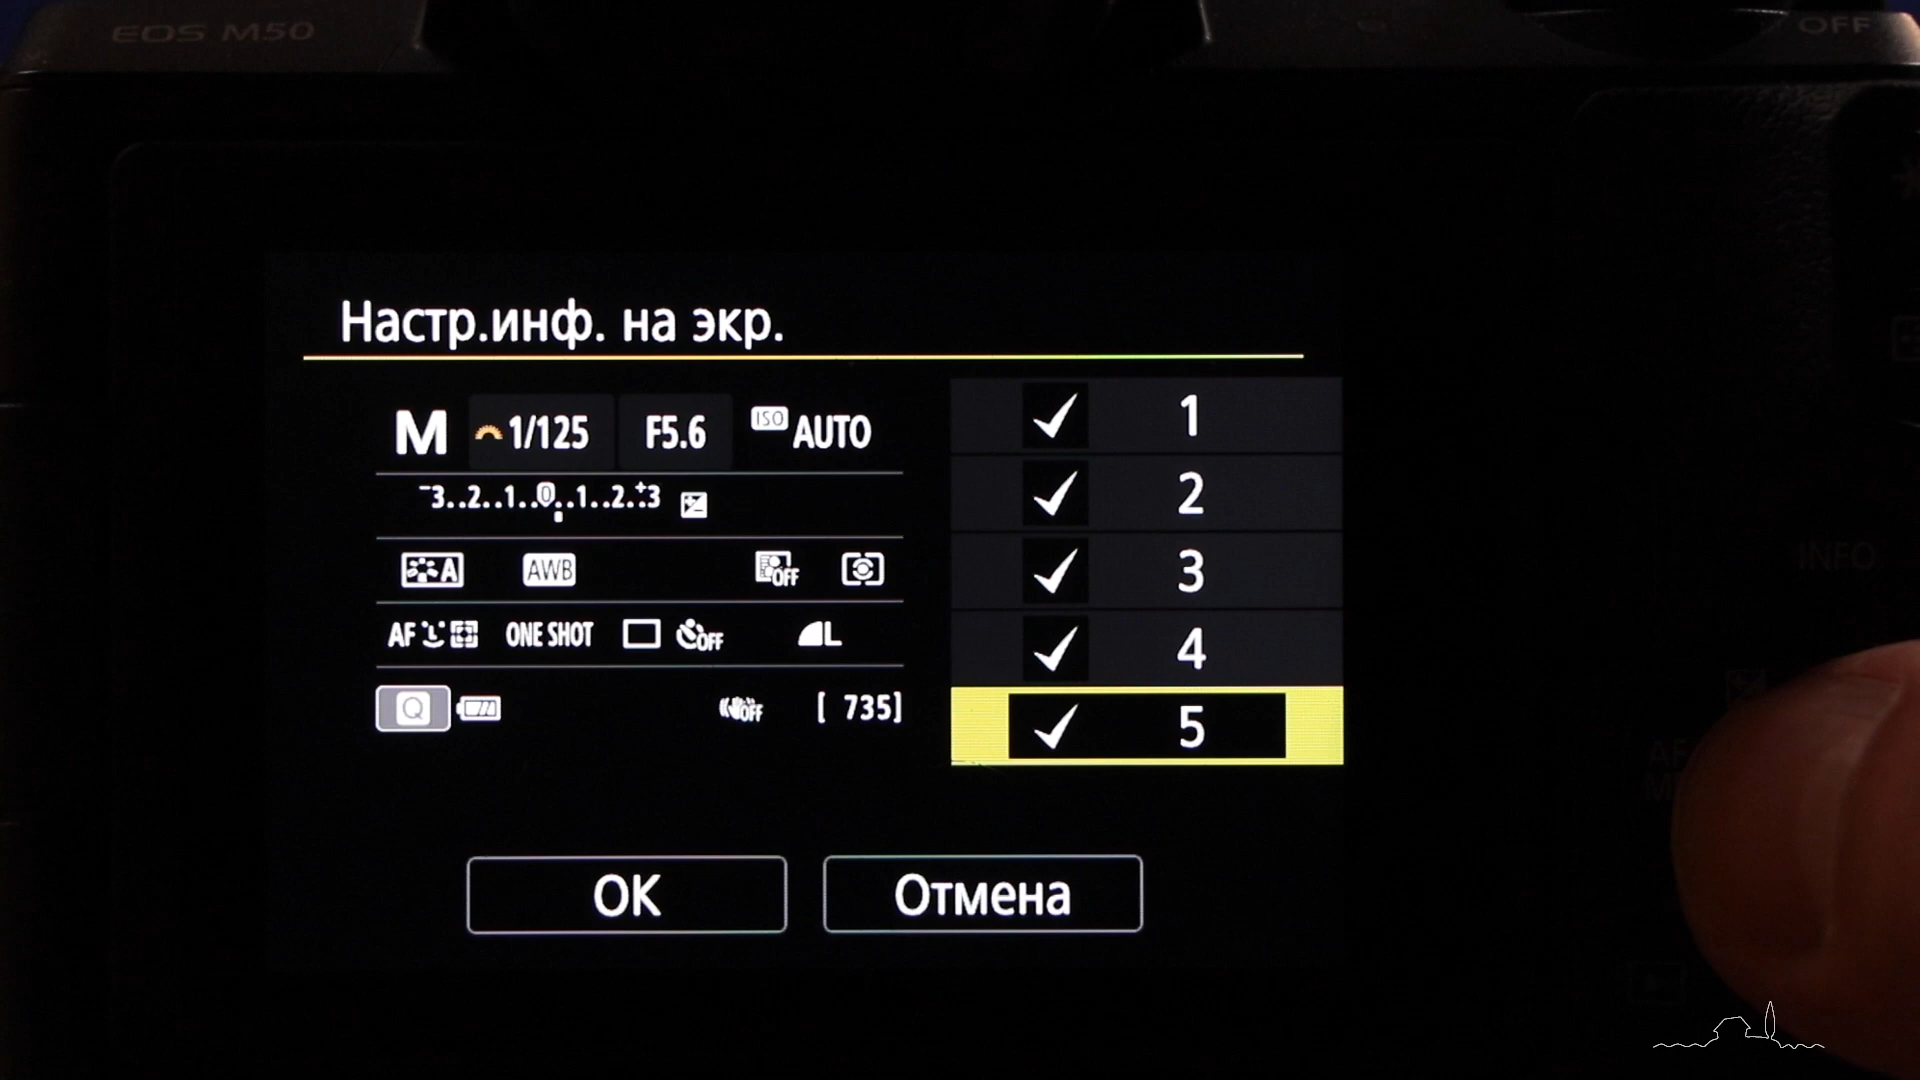 EOS M50
OFF
Настр.инф. на экр.
M 1/125 F5.6 ISO AUTO
-3..2..1..0..1..2..+3
A AWB OFF
AF ONE SHOT OFF L
Q OFF [ 735]
1
2
3
4
5
INFO
AF
OK Отмена